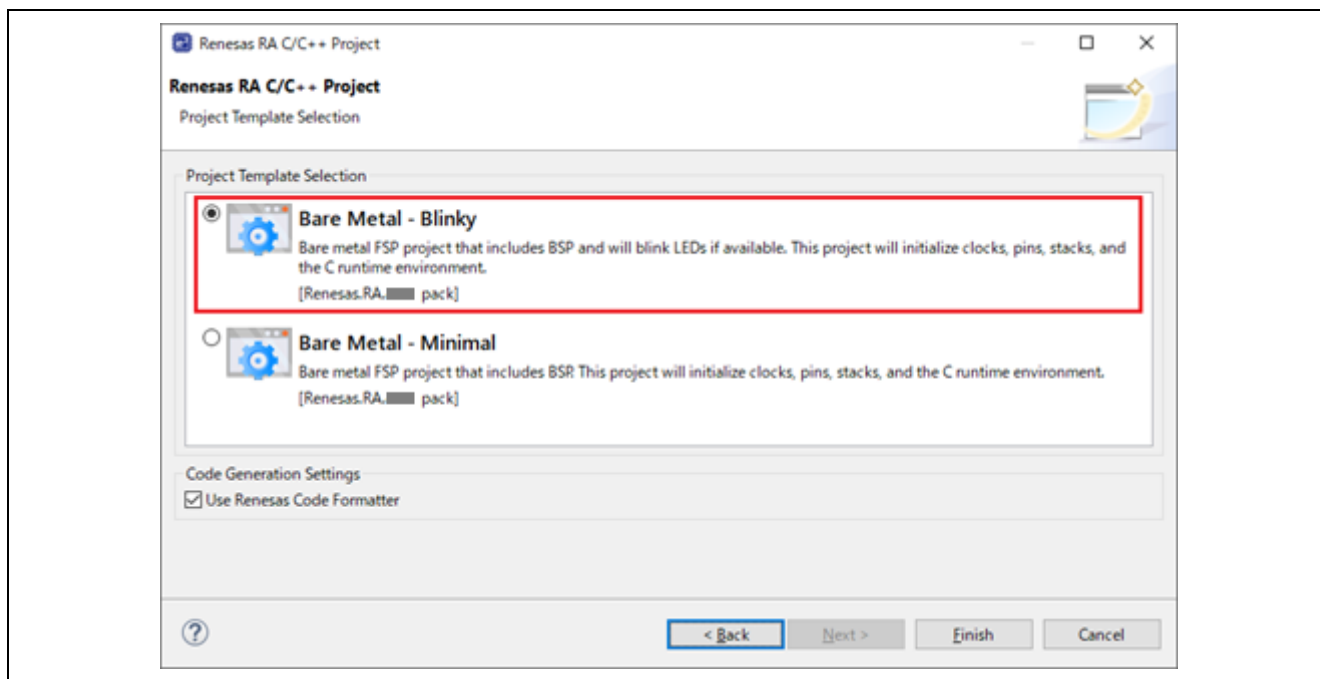 Renesas RA C/C++ Project
Renesas RA C/C++ Project
Project Template Selection
Project Template Selection
Bare Metal - Blinky
Bare metal FSP project that includes BSP and will blink LEDs if available. This project will initialize clocks, pins, stacks, and
the C runtime environment.
[Renesas.RA. pack]
Bare Metal - Minimal
Bare metal FSP project that includes BSP. This project will initialize clocks, pins, stacks, and the C runtime environment.
[Renesas.RA. pack]
Code Generation Settings
Use Renesas Code Formatter
?
< Back
Next >
Finish
Cancel